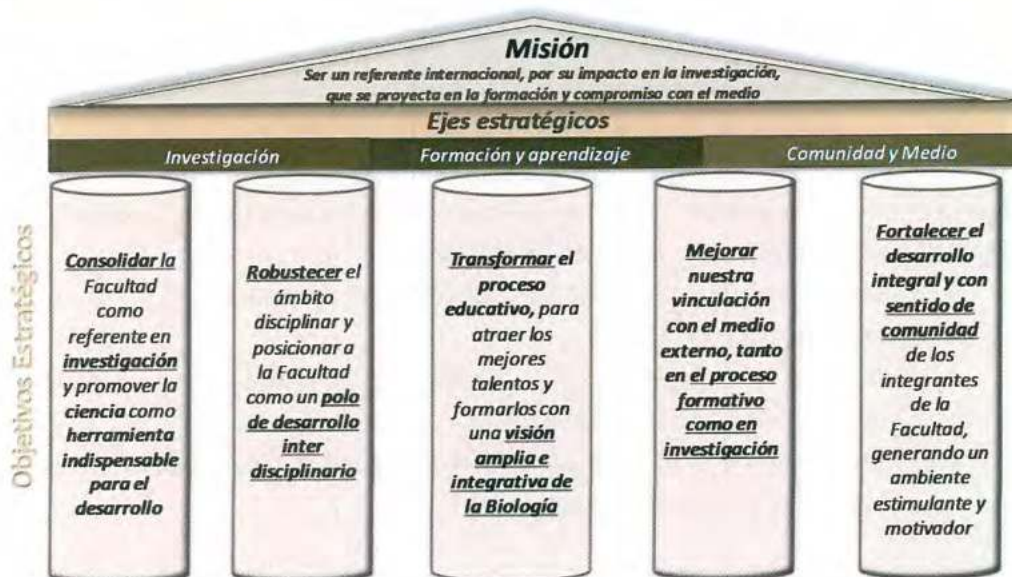 Misión
Ser un referente internacional, por su impacto en la investigación,
que se proyecta en la formación y compromiso con el medio
Ejes estratégicos
Investigación
Formación y aprendizaje
Comunidad y Medio
Objetivos Estratégicos
Consolidar la
Facultad
como
referente en
investigación
y promover la
ciencia como
herramienta
indispensable
para el
desarrollo
Robustecer el
ámbito
disciplinar y
posicionar a
la Facultad
como un polo
de desarrollo
inter
disciplinario
Transformar el
proceso
educativo, para
atraer los
mejores
talentos y
formarlos con
una visión
amplia e
integrativa de
la Biología
Mejorar
nuestra
vinculación
con el medio
externo, tanto
en el proceso
formativo
como en
investigación
Fortalecer el
desarrollo
integral y con
sentido de
comunidad
de los
integrantes
de la
Facultad,
generando un
ambiente
estimulante y
motivador